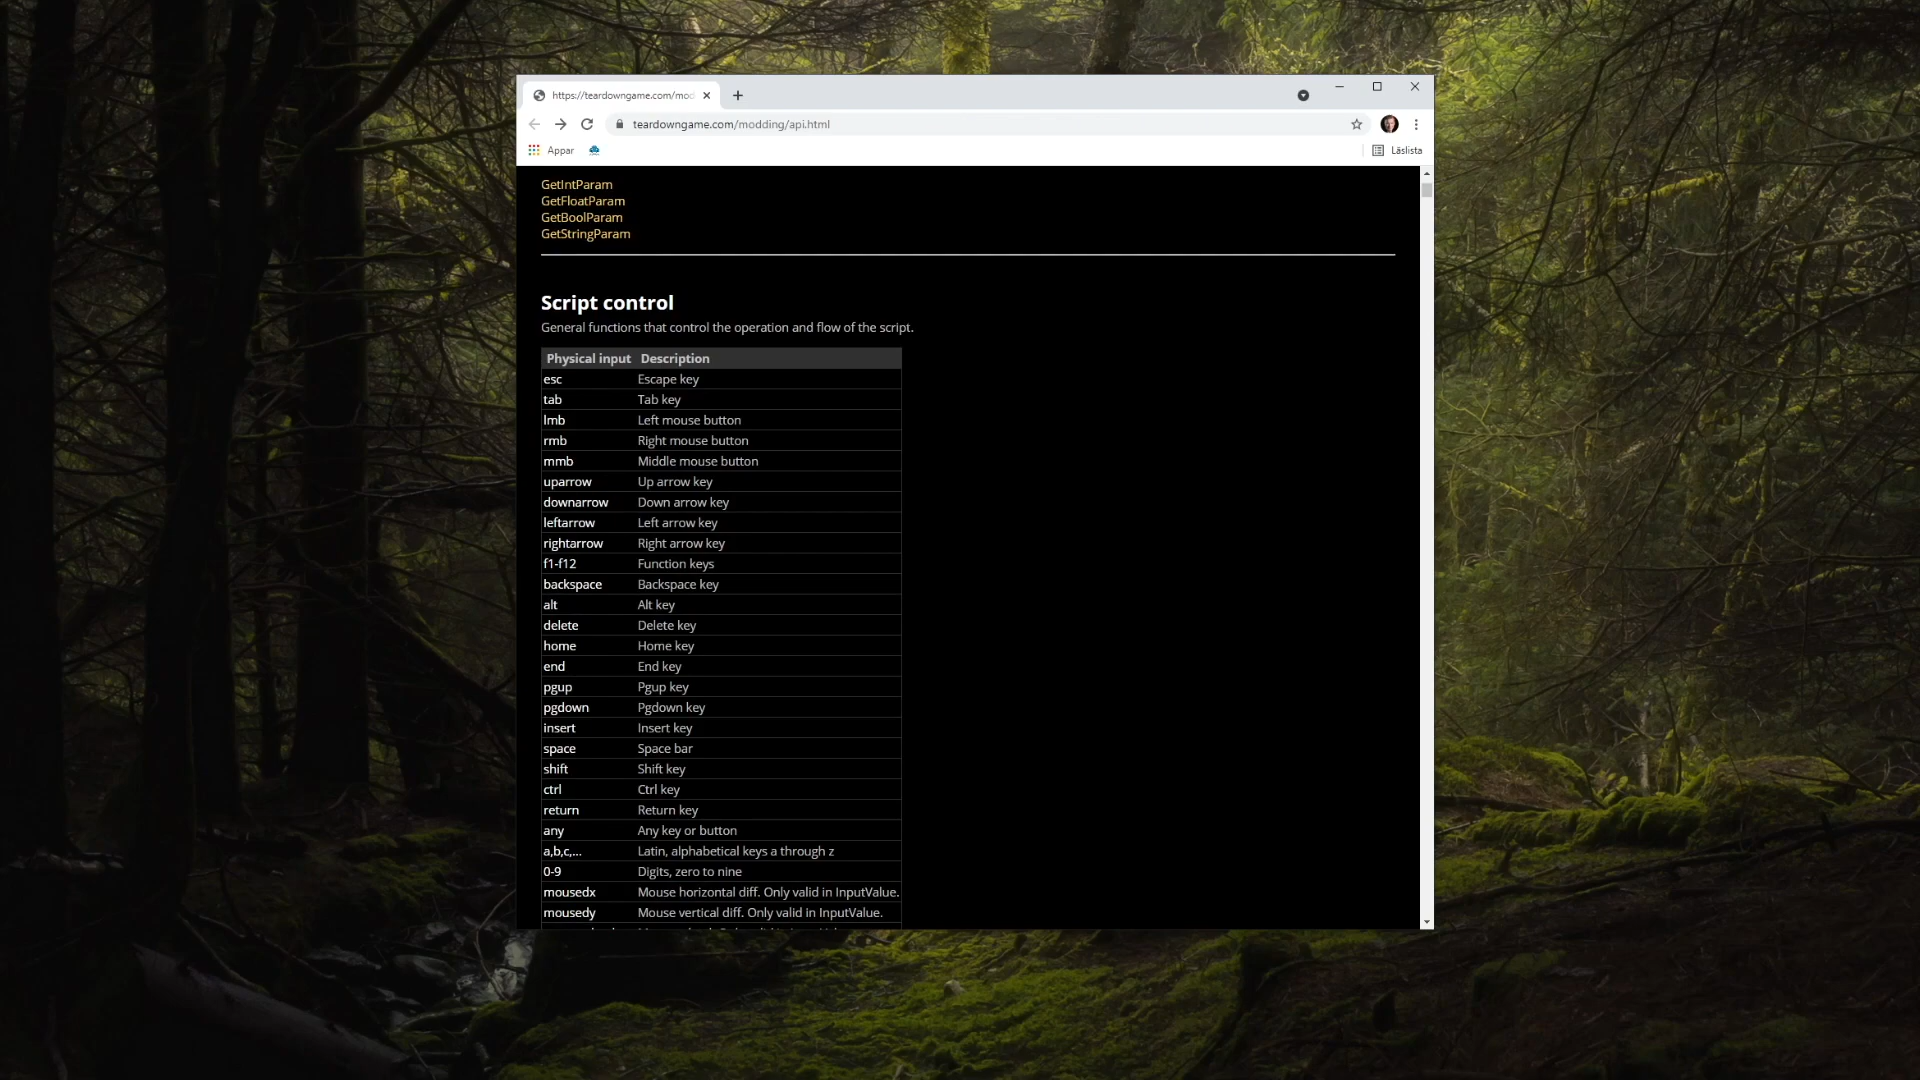 https://teardowngame.com/mod
teardowngame.com/modding/api.html
Appar
Läslista
GetIntParam
GetFloatParam
GetBoolParam
GetStringParam
Script control
General functions that control the operation and flow of the script.
Physical input Description
esc Escape key
tab Tab key
lmb Left mouse button
rmb Right mouse button
mmb Middle mouse button
uparrow Up arrow key
downarrow Down arrow key
leftarrow Left arrow key
rightarrow Right arrow key
f1-f12 Function keys
backspace Backspace key
alt Alt key
delete Delete key
home Home key
end End key
pgup Pgup key
pgdown Pgdown key
insert Insert key
space Space bar
shift Shift key
ctrl Ctrl key
return Return key
any Any key or button
a,b,c,... Latin, alphabetical keys a through z
0-9 Digits, zero to nine
mousedx Mouse horizontal diff. Only valid in InputValue.
mousedy Mouse vertical diff. Only valid in InputValue.